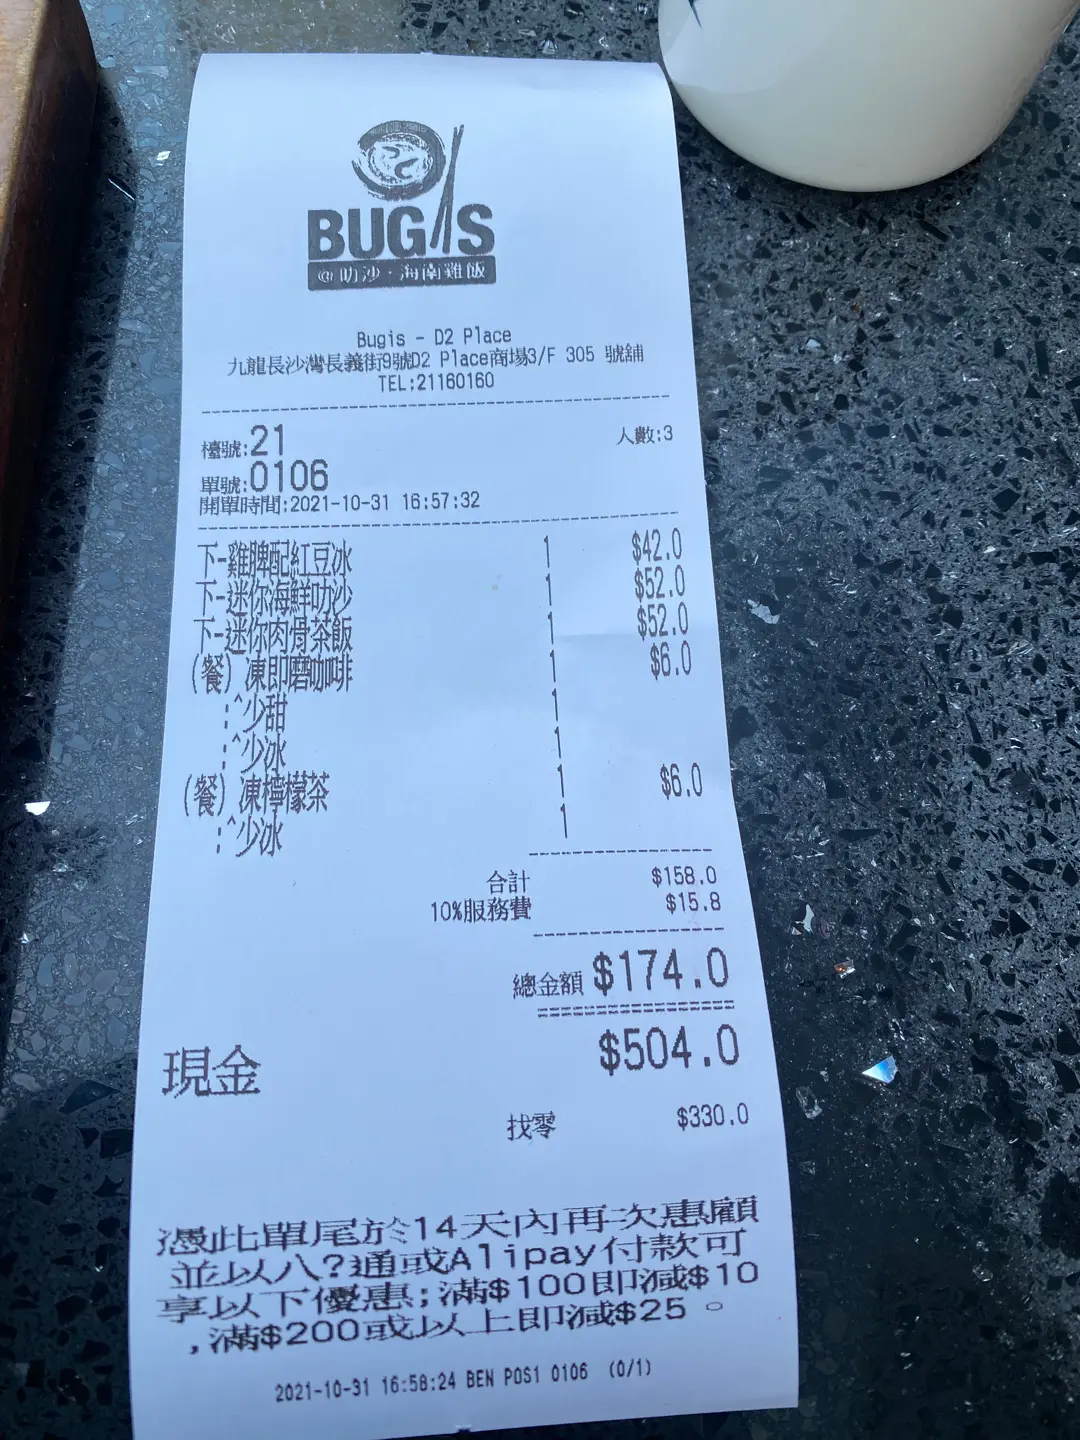 BUGIS
@叻沙·海南雞飯
Bugis - D2 Place
九龍長沙灣長義街9號D2 Place商場3/F 305 號舖
TEL:21160160
檯號:21 人數:3
單號:0106
開單時間:2021-10-31 16:57:32
下-雞脾配紅豆冰 1 $42.0
下-迷你海鮮叻沙 1 $52.0
下-迷你肉骨茶飯 1 $52.0
(餐) 凍即磨咖啡 1 $6.0
:^少甜 1
:^少冰 1
(餐) 凍檸檬茶 1 $6.0
:^少冰 1
合計 $158.0
10%服務費 $15.8
總金額 $174.0
現金 $504.0
找零 $330.0
憑此單尾於14天內再次惠顧
並以八?通或Alipay付款可
享以下優惠;滿$100即減$10
,滿$200或以上即減$25。
2021-10-31 16:58:24 BEN POS1 0106 (0/1)